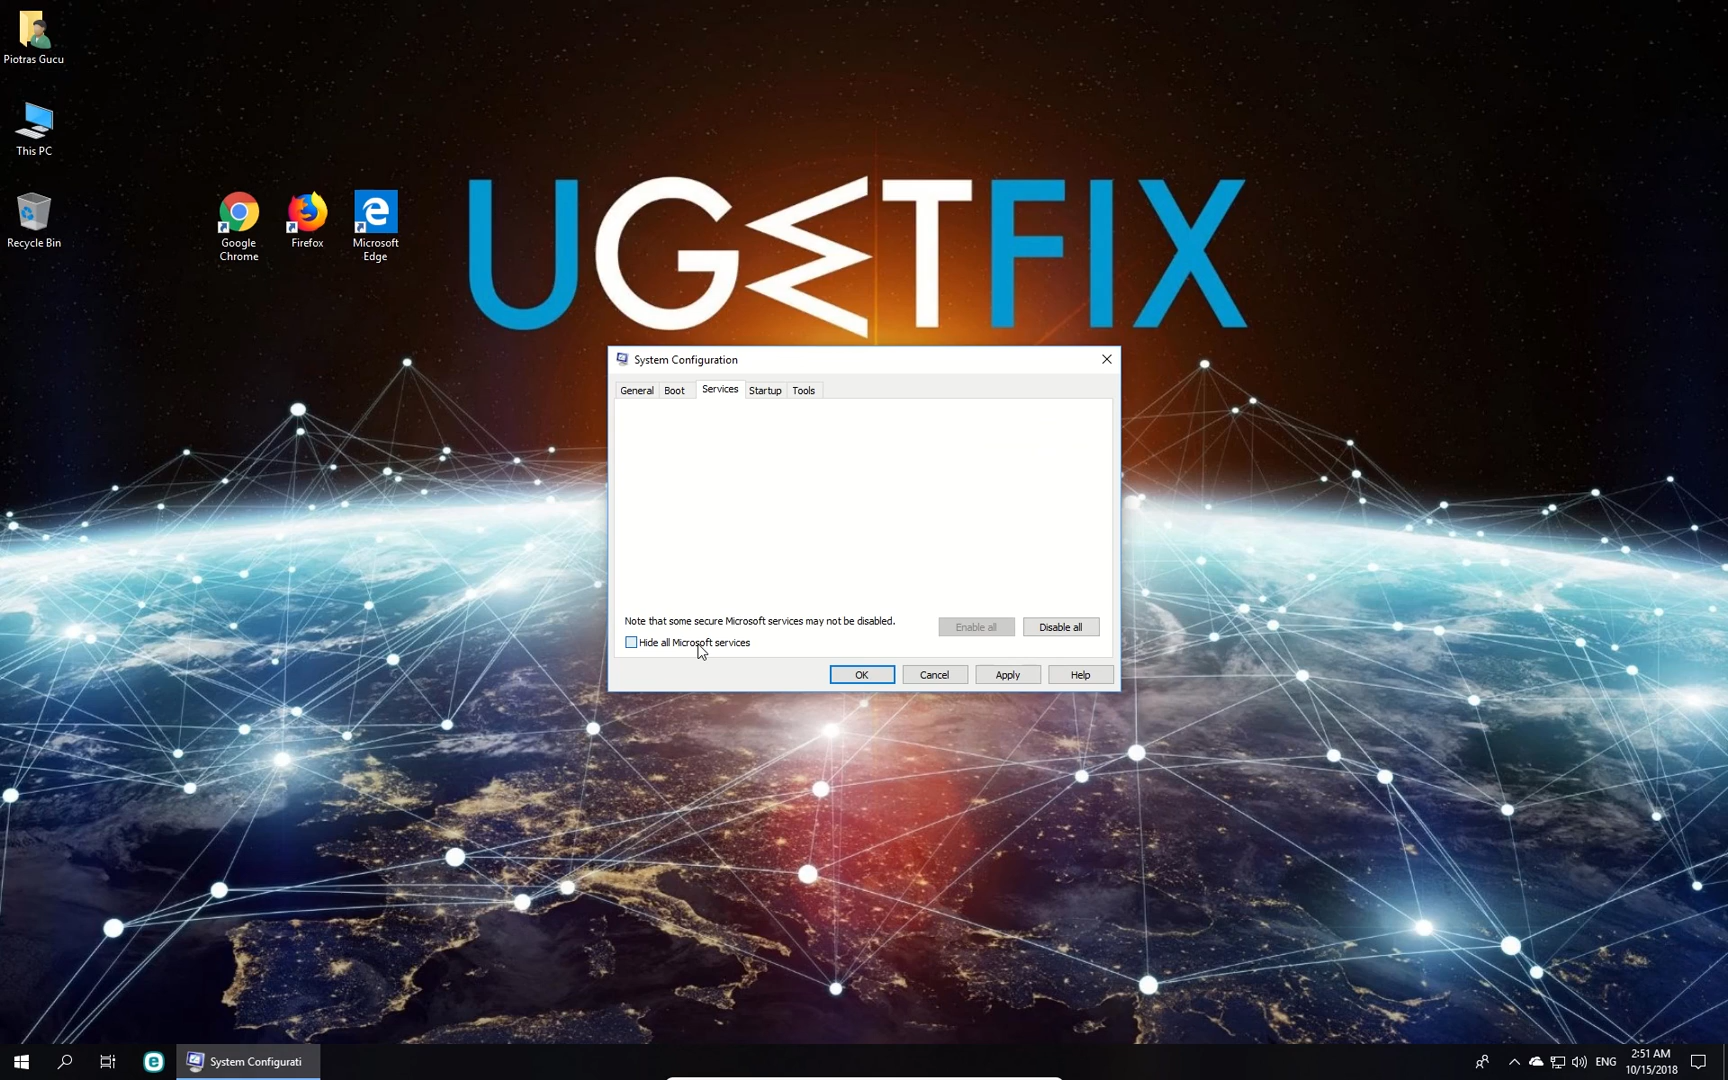 Piotras Gucu
This PC
Recycle Bin
Google
Chrome
Firefox
Microsoft
Edge
UGETFIX
System Configuration
General Boot Services Startup Tools
Note that some secure Microsoft services may not be disabled.
Enable all
Disable all
Hide all Microsoft services
OK
Cancel
Apply
Help
System Configurati
ENG
2:51 AM
10/15/2018